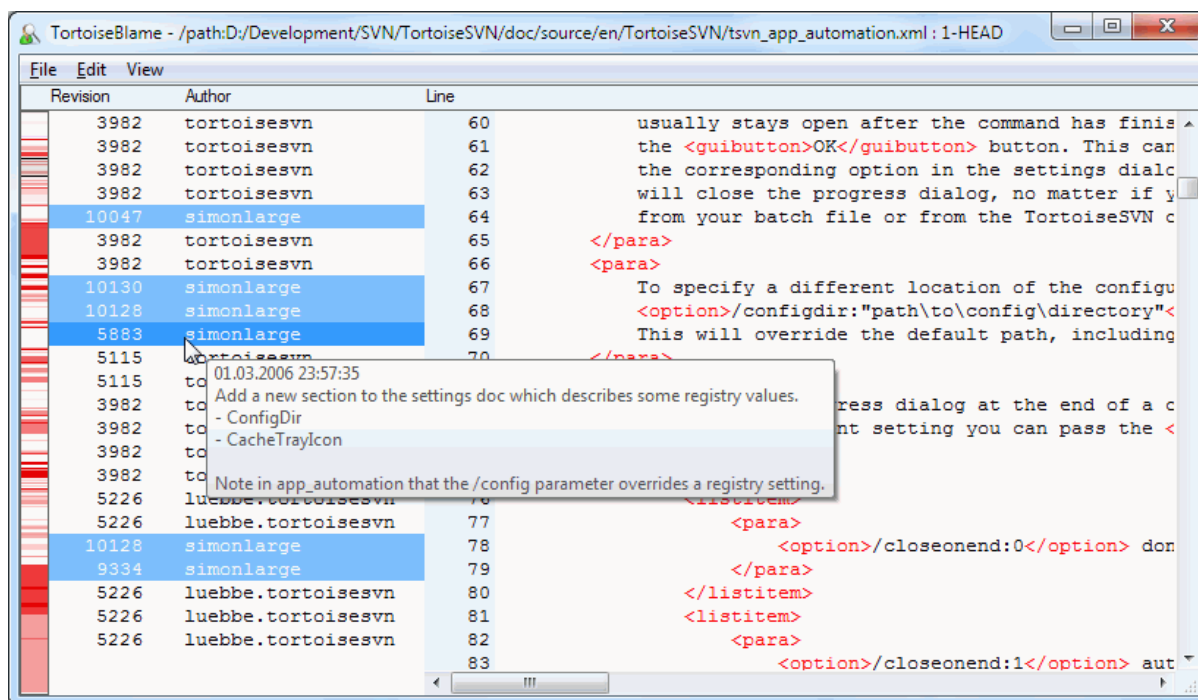 TortoiseBlame - /path:D:/Development/SVN/TortoiseSVN/doc/source/en/TortoiseSVN/tsvn_app_automation.xml : 1-HEAD
File Edit View
Revision Author Line
3982 tortoisesvn 60 usually stays open after the command has finis
3982 tortoisesvn 61 the <guibutton>OK</guibutton> button. This can
3982 tortoisesvn 62 the corresponding option in the settings dialo
3982 tortoisesvn 63 will close the progress dialog, no matter if y
10047 simonlarge 64 from your batch file or from the TortoiseSVN c
3982 tortoisesvn 65 </para>
3982 tortoisesvn 66 <para>
10130 simonlarge 67 To specify a different location of the configu
10128 simonlarge 68 <option>/configdir:"path\to\config\directory"<
5883 simonlarge 69 This will override the default path, including
5115 tortoisesvn 70 </para>
01.03.2006 23:57:35
5115 to
Add a new section to the settings doc which describes some registry values.
3982 to ress dialog at the end of a c
- ConfigDir
3982 to nt setting you can pass the <
- CacheTrayIcon
3982 to
3982 to
Note in app_automation that the /config parameter overrides a registry setting.
5226 luebbe.tortoisesvn 76 <listitem>
5226 luebbe.tortoisesvn 77 <para>
10128 simonlarge 78 <option>/closeonend:0</option> don
9334 simonlarge 79 </para>
5226 luebbe.tortoisesvn 80 </listitem>
5226 luebbe.tortoisesvn 81 <listitem>
5226 luebbe.tortoisesvn 82 <para>
83 <option>/closeonend:1</option> aut